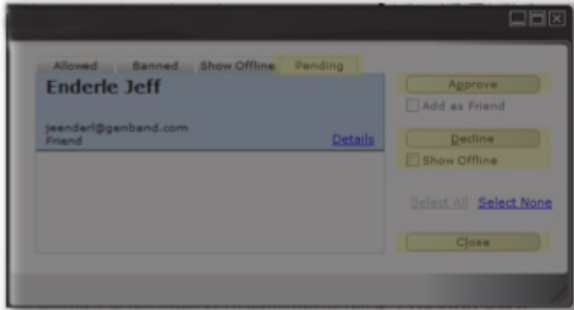 Allowed Banned Show Offline Pending
Enderle Jeff
jeenderl@genband.com
Friend Details
Approve
Add as Friend
Decline
Show Offline
Select All Select None
Close